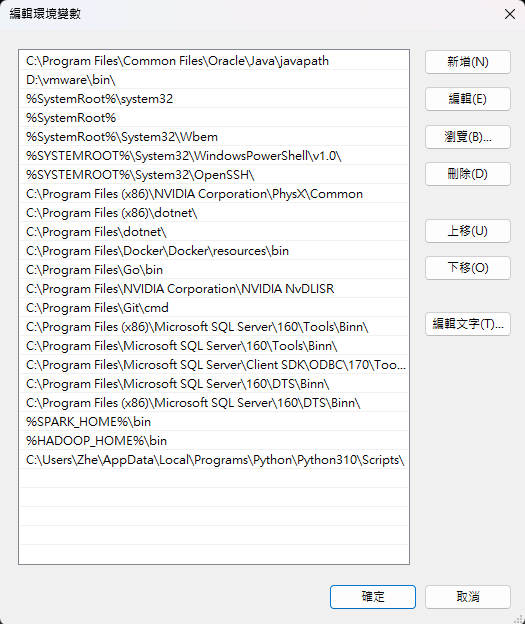 編輯環境變數
C:\Program Files\Common Files\Oracle\Java\javapath
D:\vmware\bin\
%SystemRoot%\system32
%SystemRoot%
%SystemRoot%\System32\Wbem
%SYSTEMROOT%\System32\WindowsPowerShell\v1.0\
%SYSTEMROOT%\System32\OpenSSH\
C:\Program Files (x86)\NVIDIA Corporation\PhysX\Common
C:\Program Files (x86)\dotnet\
C:\Program Files\dotnet\
C:\Program Files\Docker\Docker\resources\bin
C:\Program Files\Go\bin
C:\Program Files\NVIDIA Corporation\NVIDIA NvDLISR
C:\Program Files\Git\cmd
C:\Program Files (x86)\Microsoft SQL Server\160\Tools\Binn\
C:\Program Files\Microsoft SQL Server\160\Tools\Binn\
C:\Program Files\Microsoft SQL Server\Client SDK\ODBC\170\Too...
C:\Program Files\Microsoft SQL Server\160\DTS\Binn\
C:\Program Files (x86)\Microsoft SQL Server\160\DTS\Binn\
%SPARK_HOME%\bin
%HADOOP_HOME%\bin
C:\Users\Zhe\AppData\Local\Programs\Python\Python310\Scripts\
新增(N)
編輯(E)
瀏覽(B)...
刪除(D)
上移(U)
下移(O)
編輯文字(T)...
確定
取消